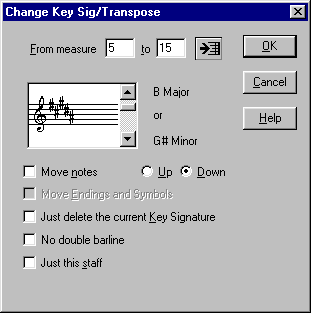 Change Key Sig/Transpose
From measure 5 to 15
OK
Cancel
Help
B Major
or
G# Minor
Move notes Up Down
Move Endings and Symbols
Just delete the current Key Signature
No double barline
Just this staff